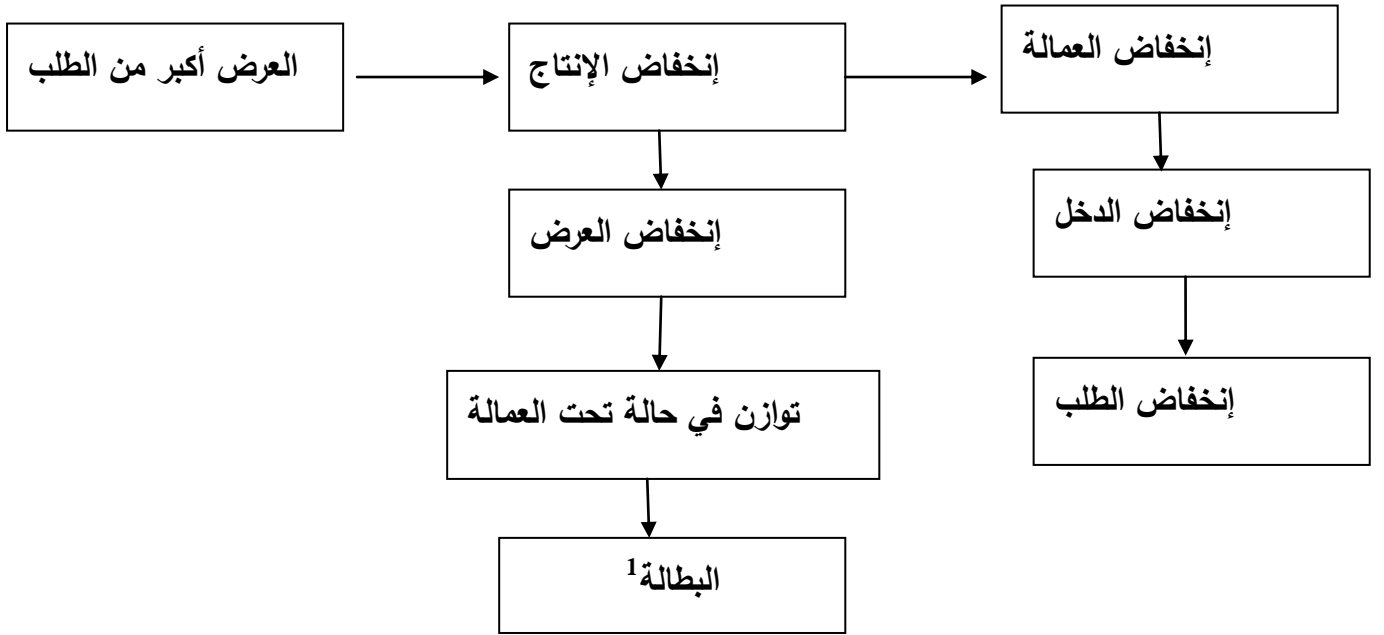 العرض أكبر من الطلب
إنخفاض الإنتاج
إنخفاض العمالة
إنخفاض العرض
إنخفاض الدخل
توازن في حالة تحت العمالة
إنخفاض الطلب
البطالة¹